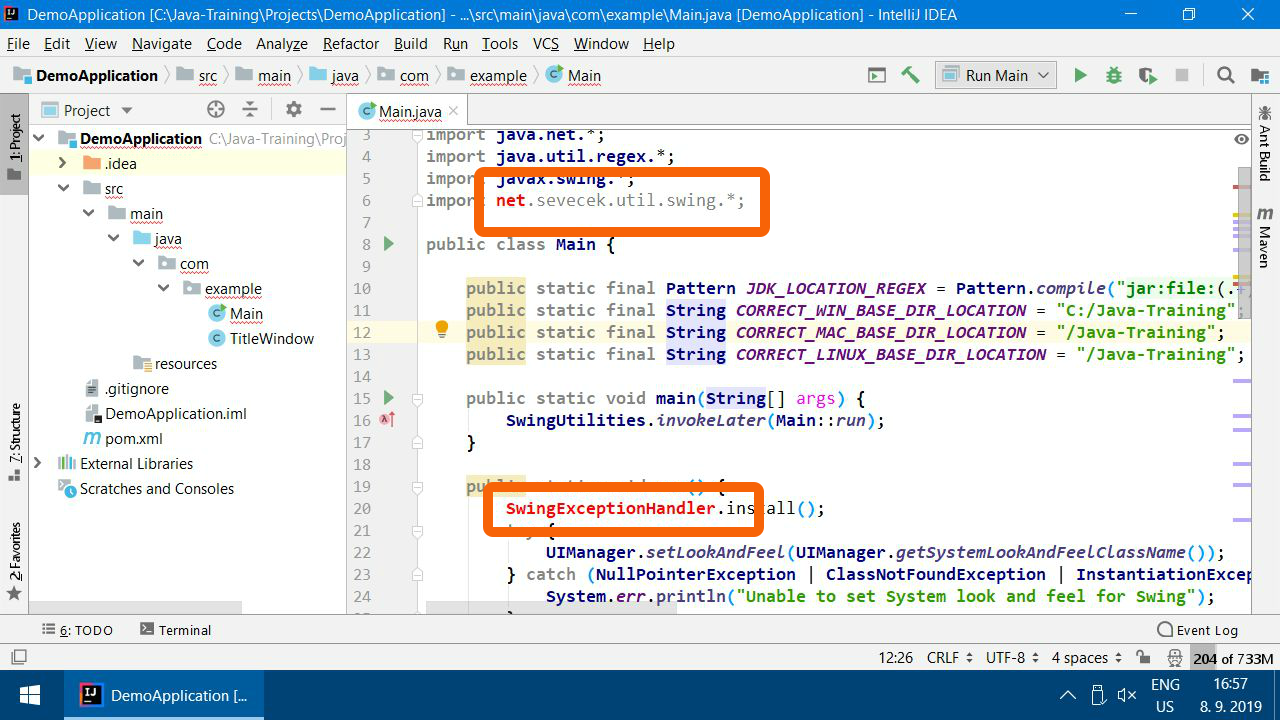 DemoApplication [C:\Java-Training\Projects\DemoApplication] - ...\src\main\java\com\example\Main.java [DemoApplication] - IntelliJ IDEA
File Edit View Navigate Code Analyze Refactor Build Run Tools VCS Window Help
DemoApplication src main java com example Main Run Main
Project
Main.java
1: Project
7: Structure
2: Favorites
DemoApplication C:\Java-Training\Proj
.idea
src
main
java
com
example
Main
TitleWindow
resources
.gitignore
DemoApplication.iml
pom.xml
External Libraries
Scratches and Consoles
3 import java.net.*;
4 import java.util.regex.*;
5 import javax.swing.*;
6 import net.sevecek.util.swing.*;
7
8 public class Main {
9
10 public static final Pattern JDK_LOCATION_REGEX = Pattern.compile("jar:file:(.+
11 public static final String CORRECT_WIN_BASE_DIR_LOCATION = "C:/Java-Training";
12 public static final String CORRECT_MAC_BASE_DIR_LOCATION = "/Java-Training";
13 public static final String CORRECT_LINUX_BASE_DIR_LOCATION = "/Java-Training";
14
15 public static void main(String[] args) {
16 SwingUtilities.invokeLater(Main::run);
17 }
18
19 () {
20 SwingExceptionHandler.install();
21 {
22 UIManager.setLookAndFeel(UIManager.getSystemLookAndFeelClassName());
23 } catch (NullPointerException | ClassNotFoundException | InstantiationExcep
24 System.err.println("Unable to set System look and feel for Swing");
Ant Build
Maven
6: TODO Terminal Event Log
12:26 CRLF UTF-8 4 spaces 204 of 733M
DemoApplication [...
ENG
US
16:57
8. 9. 2019